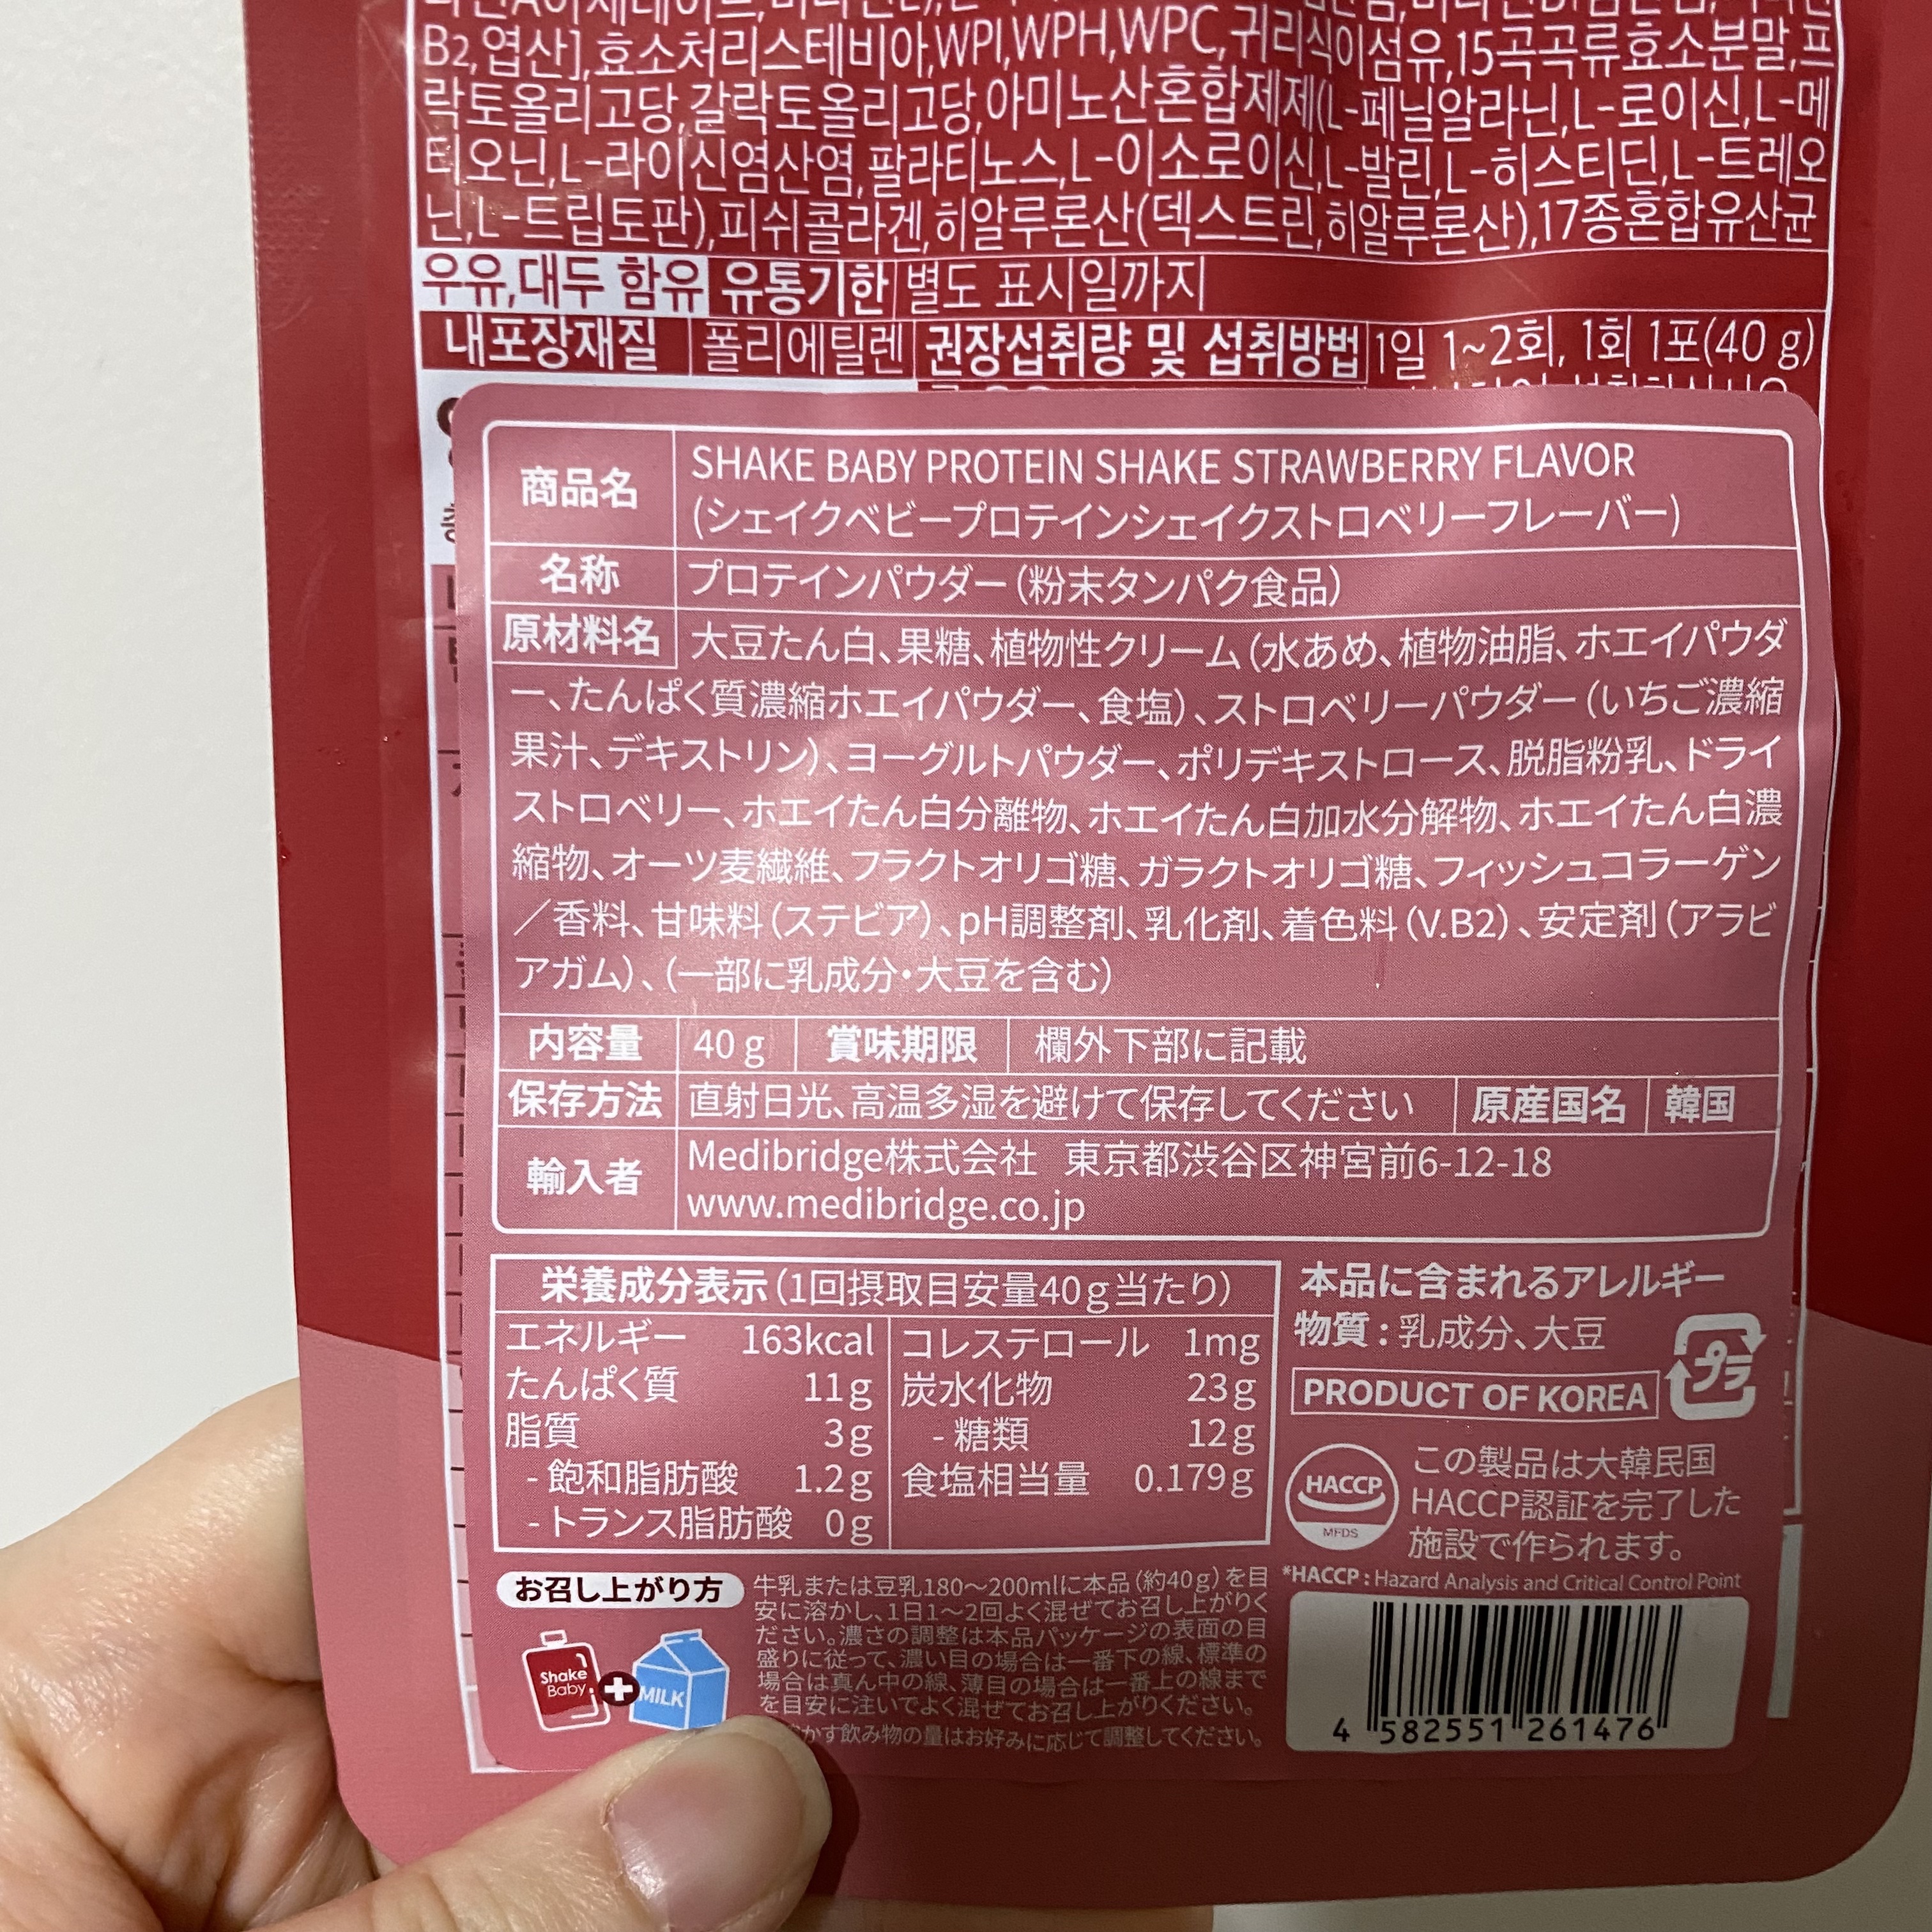 B2,엽산],효소처리스테비아,WPI,WPH,WPC,귀리식이섬유,15곡곡류효소분말,프
락토올리고당,갈락토올리고당,아미노산혼합제제(L-페닐알라닌,L-로이신,L-메
티오닌,L-라이신염산염,팔라티노스,L-이소로이신,L-발린,L-히스티딘,L-트레오
닌,L-트립토판),피쉬콜라겐,히알루론산(덱스트린,히알루론산),17종혼합유산균
우유,대두 함유 유통기한 별도 표시일까지
내포장재질 폴리에틸렌 권장섭취량 및 섭취방법 1일 1~2회, 1회 1포(40 g)
商品名 SHAKE BABY PROTEIN SHAKE STRAWBERRY FLAVOR
(シェイクベビープロテインシェイクストロベリーフレーバー)
名称 プロテインパウダー(粉末タンパク食品)
原材料名 大豆たん白、果糖、植物性クリーム(水あめ、植物油脂、ホエイパウダ
ー、たんぱく質濃縮ホエイパウダー、食塩)、ストロベリーパウダー(いちご濃縮
果汁、デキストリン)、ヨーグルトパウダー、ポリデキストロース、脱脂粉乳、ドライ
ストロベリー、ホエイたん白分離物、ホエイたん白加水分解物、ホエイたん白濃
縮物、オーツ麦繊維、フラクトオリゴ糖、ガラクトオリゴ糖、フィッシュコラーゲン
／香料、甘味料(ステビア)、pH調整剤、乳化剤、着色料(V.B2)、安定剤(アラビ
アガム)、(一部に乳成分・大豆を含む)
内容量 40 g 賞味期限 欄外下部に記載
保存方法 直射日光、高温多湿を避けて保存してください 原産国名 韓国
輸入者 Medibridge株式会社 東京都渋谷区神宮前6-12-18
www.medibridge.co.jp
栄養成分表示(1回摂取目安量40g当たり)
エネルギー 163kcal コレステロール 1mg
たんぱく質 11g 炭水化物 23g
脂質 3g - 糖類 12g
- 飽和脂肪酸 1.2g 食塩相当量 0.179g
- トランス脂肪酸 0g
本品に含まれるアレルギー
物質：乳成分、大豆
プラ
PRODUCT OF KOREA
HACCP
MFDS
この製品は大韓民国
HACCP認証を完了した
施設で作られます。
*HACCP : Hazard Analysis and Critical Control Point
お召し上がり方
Shake
Baby
MILK
牛乳または豆乳180〜200mlに本品(約40g)を目
安に溶かし、1日1〜2回よく混ぜてお召し上がりく
ださい。濃さの調整は本品パッケージの表面の目
盛りに従って、濃い目の場合は一番下の線、標準の
場合は真ん中の線、薄目の場合は一番上の線まで
を目安に注いでよく混ぜてお召し上がりください。
かす飲み物の量はお好みに応じて調整してください。
4 582551 261476